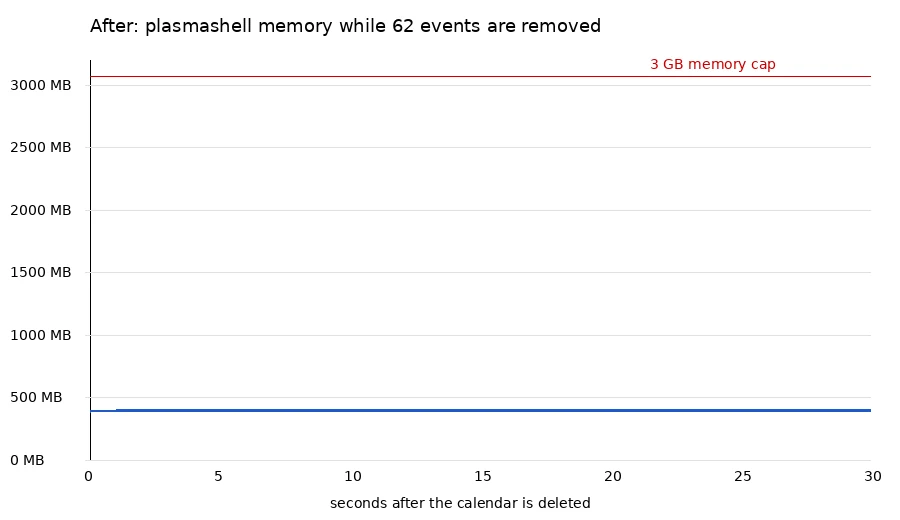 After: plasmashell memory while 62 events are removed
3 GB memory cap
3000 MB
2500 MB
2000 MB
1500 MB
1000 MB
500 MB
0 MB
0 5 10 15 20 25 30
seconds after the calendar is deleted